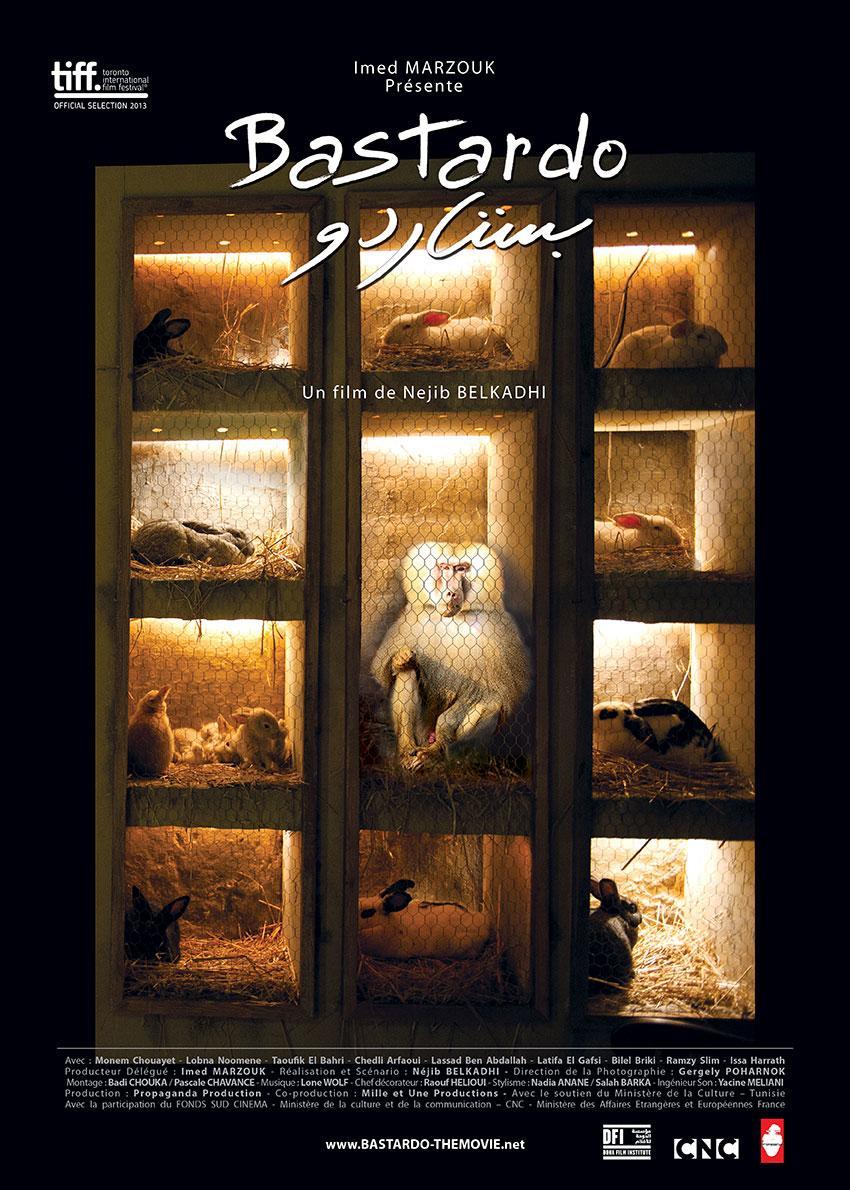 tiff. toronto international film festival®
OFFICIAL SELECTION 2013
Imed MARZOUK
Présente
Bastardo
بستاردو
Un film de Nejib BELKADHI
Avec : Monem Chouayet - Lobna Noomene - Taoufik El Bahri - Chedli Arfaoui - Lassad Ben Abdallah - Latifa El Gafsi - Bilel Briki - Ramzy Slim - Issa Harrath
Producteur Délégué : Imed MARZOUK - Réalisation et Scénario : Néjib BELKADHI - Direction de la Photographie : Gergely POHARNOK
Montage : Badi CHOUKA / Pascale CHAVANCE - Musique : Lone WOLF - Chef décorateur : Raouf HELIOUI - Stylisme : Nadia ANANE / Salah BARKA - Ingénieur Son : Yacine MELIANI
Production : Propaganda Production - Co-production : Mille et Une Productions - Avec le soutien du Ministère de la Culture – Tunisie
Avec la participation du FONDS SUD CINEMA - Ministère de la culture et de la communication – CNC - Ministère des Affaires Etrangères et Européennes France
www.BASTARDO-THEMOVIE.net
DFI مؤسسة الدوحة للأفلام
DOHA FILM INSTITUTE
CNC